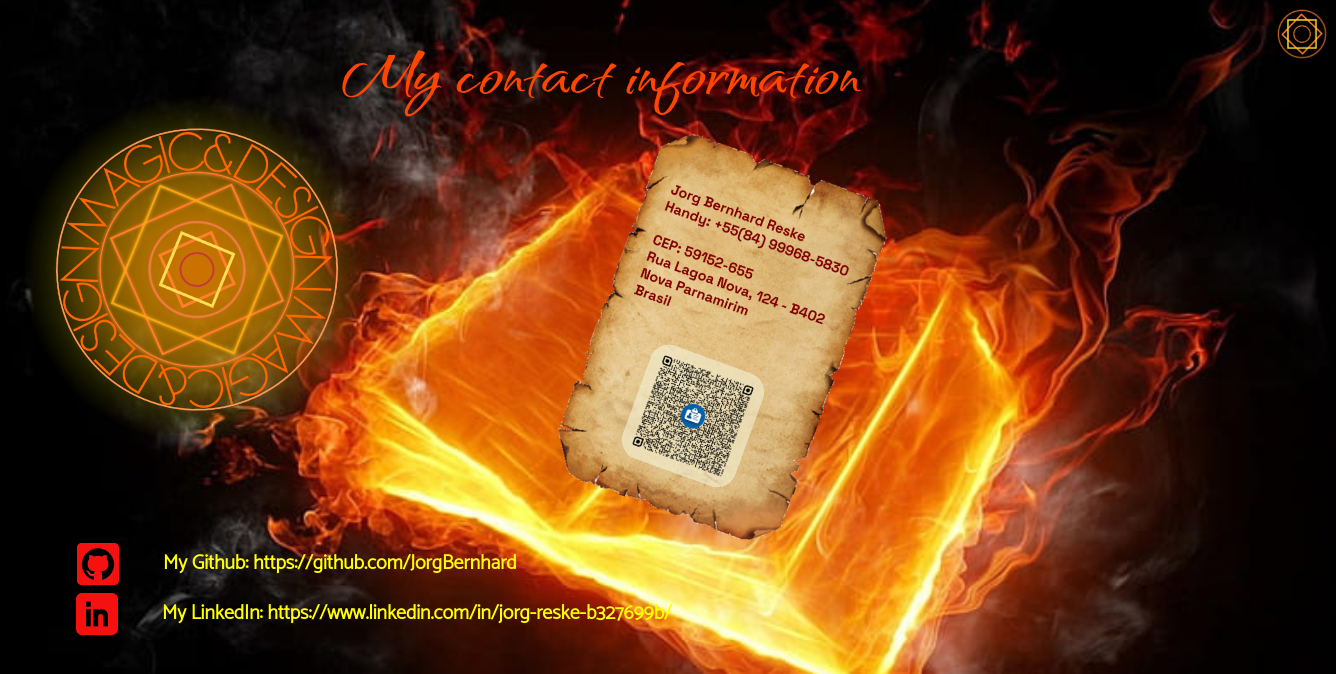 My contact information
MAGIC&DESIGN MAGIC&DESIGN
Jorg Bernhard Reske
Handy: +55(84) 99968-5830
CEP: 59152-655
Rua Lagoa Nova, 124 - B402
Nova Parnamirim
Brasil
My Github: https://github.com/JorgBernhard
My LinkedIn: https://www.linkedin.com/in/jorg-reske-b327699b/